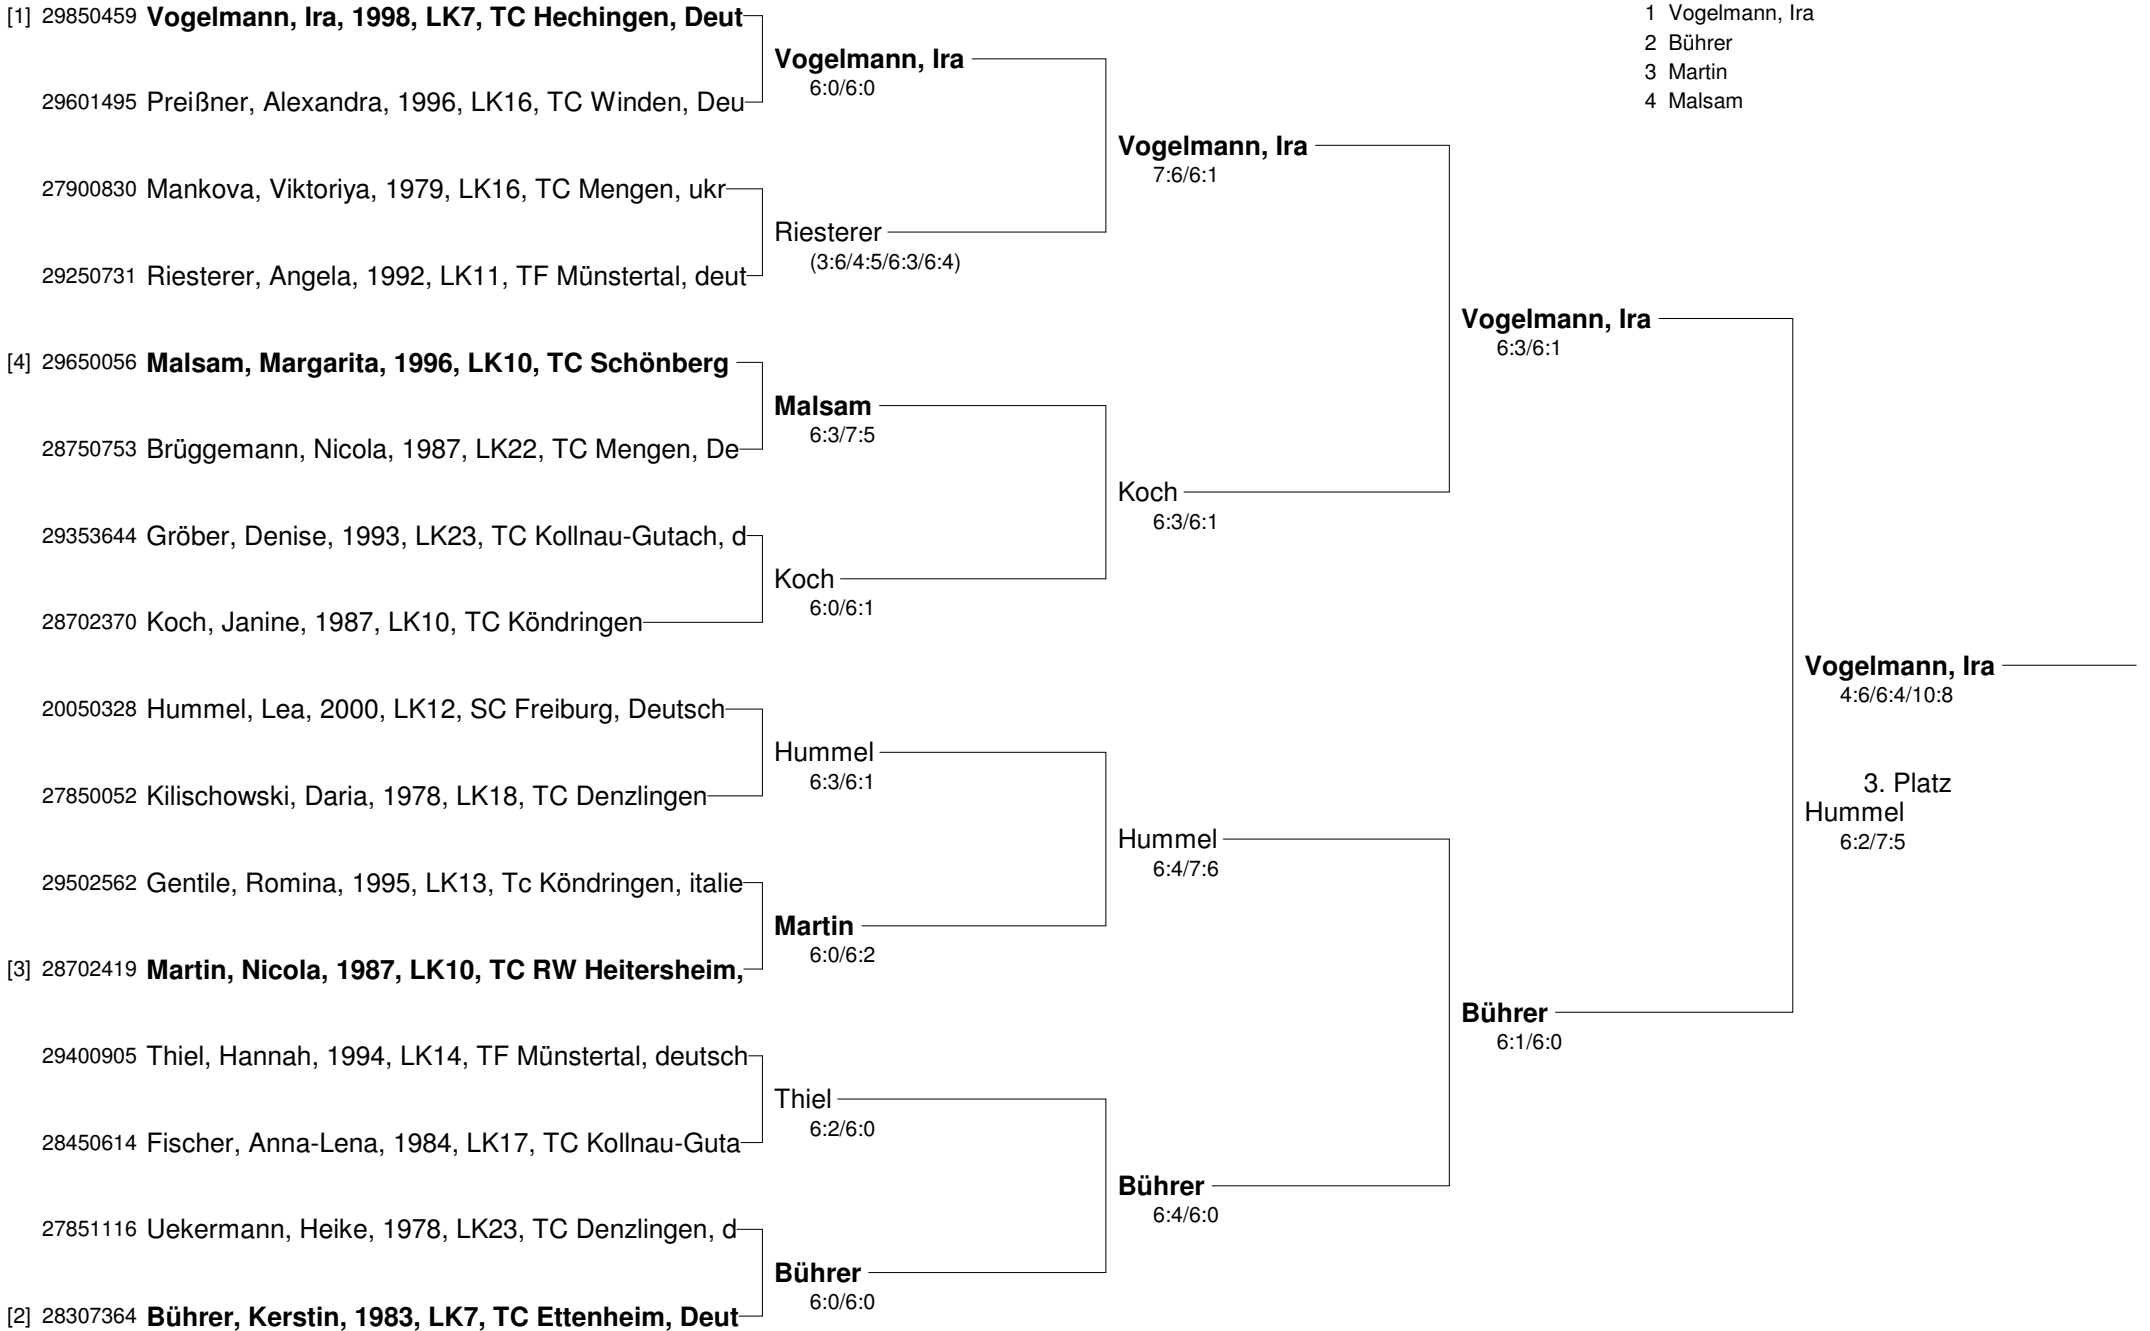 [1] 29850459 Vogelmann, Ira, 1998, LK7, TC Hechingen, Deut
29601495 Preißner, Alexandra, 1996, LK16, TC Winden, Deu
27900830 Mankova, Viktoriya, 1979, LK16, TC Mengen, ukr
29250731 Riesterer, Angela, 1992, LK11, TF Münstertal, deut
[4] 29650056 Malsam, Margarita, 1996, LK10, TC Schönberg
28750753 Brüggemann, Nicola, 1987, LK22, TC Mengen, De
29353644 Gröber, Denise, 1993, LK23, TC Kollnau-Gutach, d
28702370 Koch, Janine, 1987, LK10, TC Köndringen
20050328 Hummel, Lea, 2000, LK12, SC Freiburg, Deutsch
27850052 Kilischowski, Daria, 1978, LK18, TC Denzlingen
29502562 Gentile, Romina, 1995, LK13, Tc Köndringen, italie
[3] 28702419 Martin, Nicola, 1987, LK10, TC RW Heitersheim,
29400905 Thiel, Hannah, 1994, LK14, TF Münstertal, deutsch
28450614 Fischer, Anna-Lena, 1984, LK17, TC Kollnau-Guta
27851116 Uekermann, Heike, 1978, LK23, TC Denzlingen, d
[2] 28307364 Bührer, Kerstin, 1983, LK7, TC Ettenheim, Deut
Vogelmann, Ira
6:0/6:0
Riesterer
(3:6/4:5/6:3/6:4)
Malsam
6:3/7:5
Koch
6:0/6:1
Hummel
6:3/6:1
Martin
6:0/6:2
Thiel
6:2/6:0
Bührer
6:0/6:0
Vogelmann, Ira
7:6/6:1
Koch
6:3/6:1
Hummel
6:4/7:6
Bührer
6:4/6:0
Vogelmann, Ira
6:3/6:1
Bührer
6:1/6:0
Vogelmann, Ira
4:6/6:4/10:8
3. Platz
Hummel
6:2/7:5
1 Vogelmann, Ira
2 Bührer
3 Martin
4 Malsam